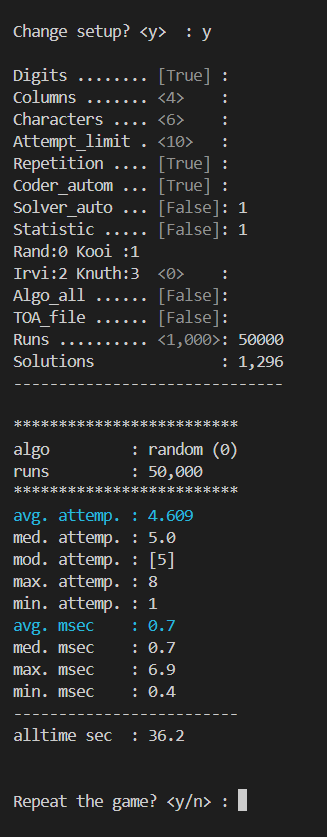 Change setup? <y>  : y
Digits ........ [True] :
Columns ....... <4>    :
Characters .... <6>    :
Attempt_limit . <10>   :
Repetition .... [True] :
Coder_autom ... [True] :
Solver_auto ... [False]: 1
Statistic ..... [False]: 1
Rand:0 Kooi :1
Irvi:2 Knuth:3  <0>    :
Algo_all ...... [False]:
TOA_file ...... [False]:
Runs .......... <1,000>: 50000
Solutions              : 1,296
------------------------------
*************************
algo         : random (0)
runs         : 50,000
*************************
avg. attemp. : 4.609
med. attemp. : 5.0
mod. attemp. : [5]
max. attemp. : 8
min. attemp. : 1
avg. msec    : 0.7
med. msec    : 0.7
max. msec    : 6.9
min. msec    : 0.4
-------------------------
alltime sec  : 36.2
Repeat the game? <y/n> :